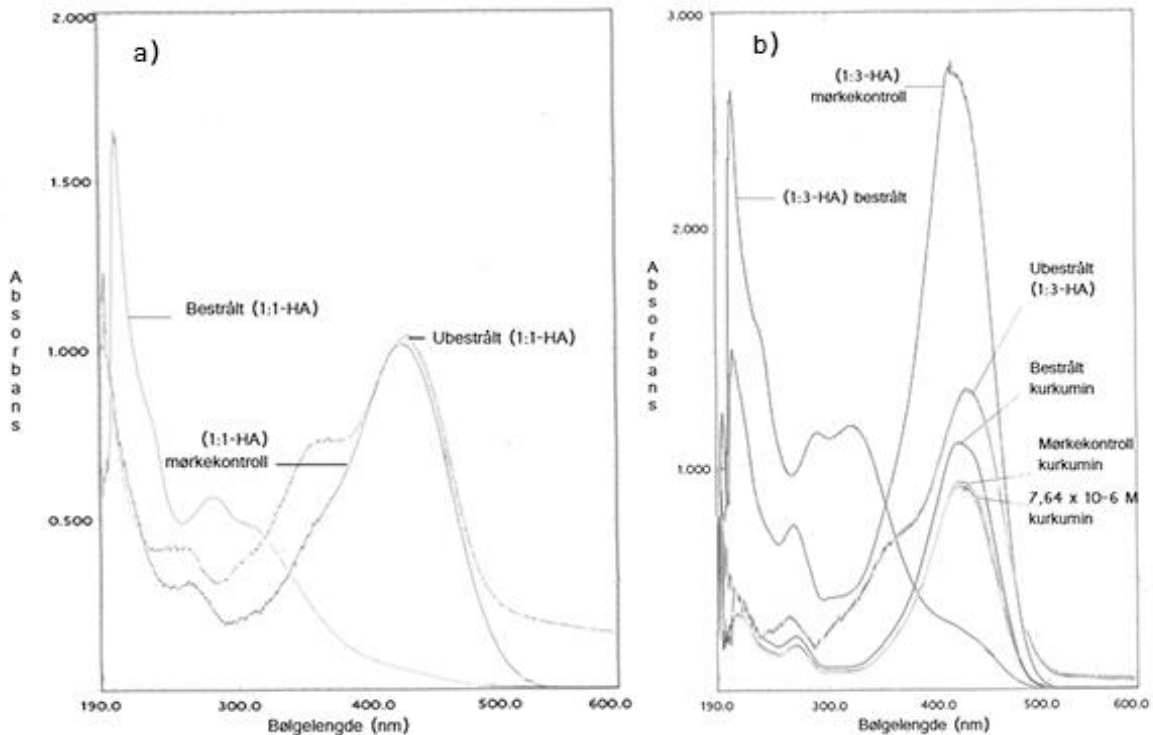 a)
2.000
1.500
1.000
0.500
Absorbans
Bestrålt (1:1-HA)
Ubestrålt (1:1-HA)
(1:1-HA)
mørkekontroll
190.0
300.0
400.0
500.0
600.0
Bølgelengde (nm)
b)
3.000
2.000
1.000
Absorbans
(1:3-HA)
mørkekontroll
(1:3-HA) bestrålt
Ubestrålt
(1:3-HA)
Bestrålt
kurkumin
Mørkekontroll
kurkumin
7,64 x 10-6 M
kurkumin
190.0
300.0
400.0
500.0
600.0
Bølgelengde (nm)